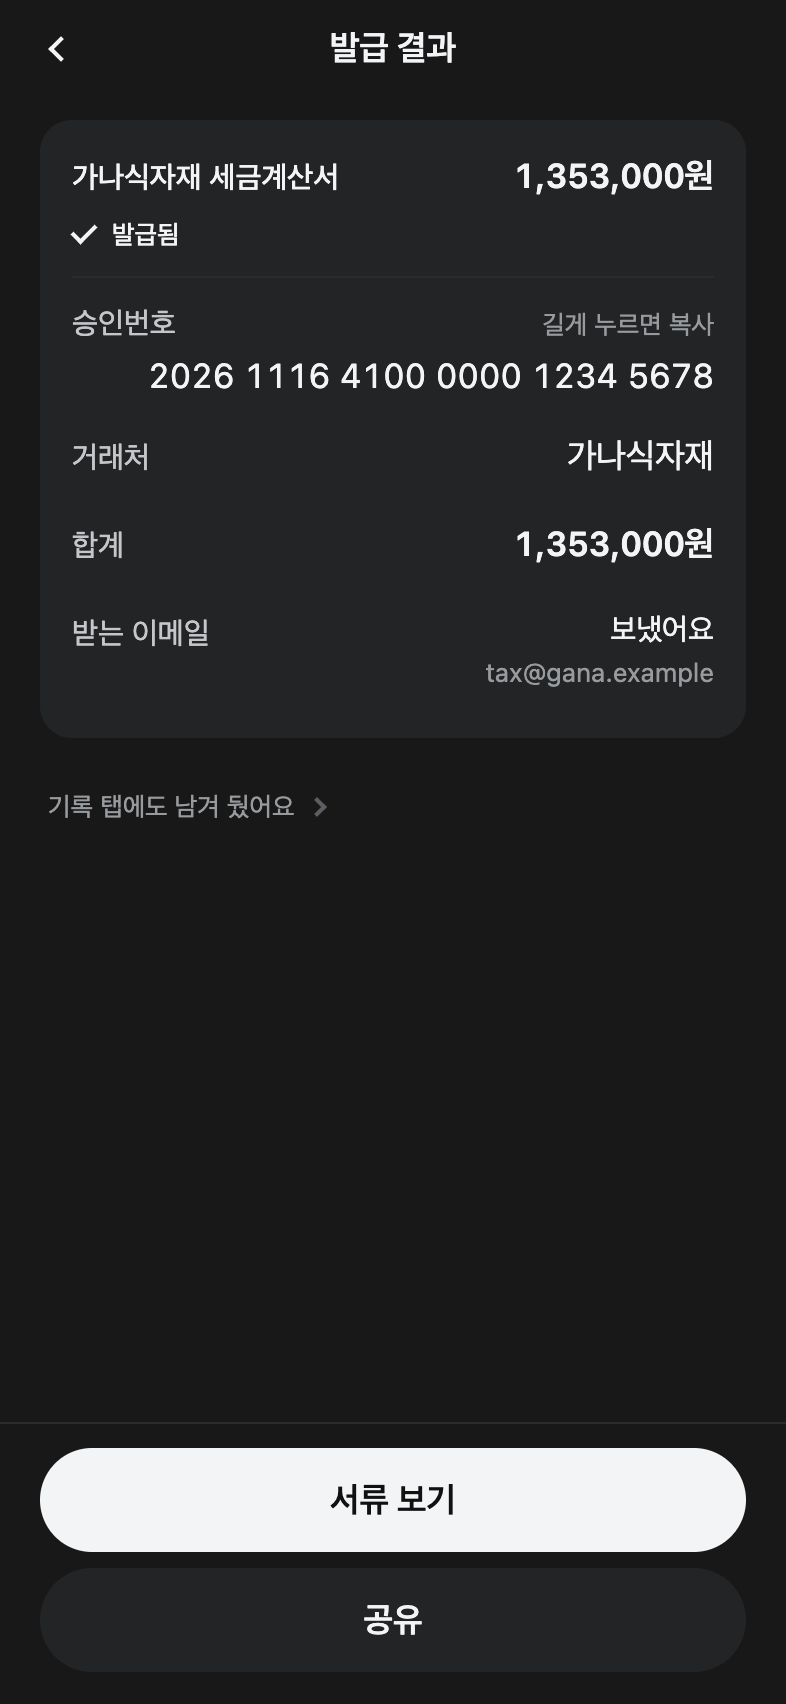 발급 결과
가나식자재 세금계산서 1,353,000원
발급됨
승인번호 길게 누르면 복사
2026 1116 4100 0000 1234 5678
거래처 가나식자재
합계 1,353,000원
받는 이메일 보냈어요
tax@gana.example
기록 탭에도 남겨 뒀어요
서류 보기
공유